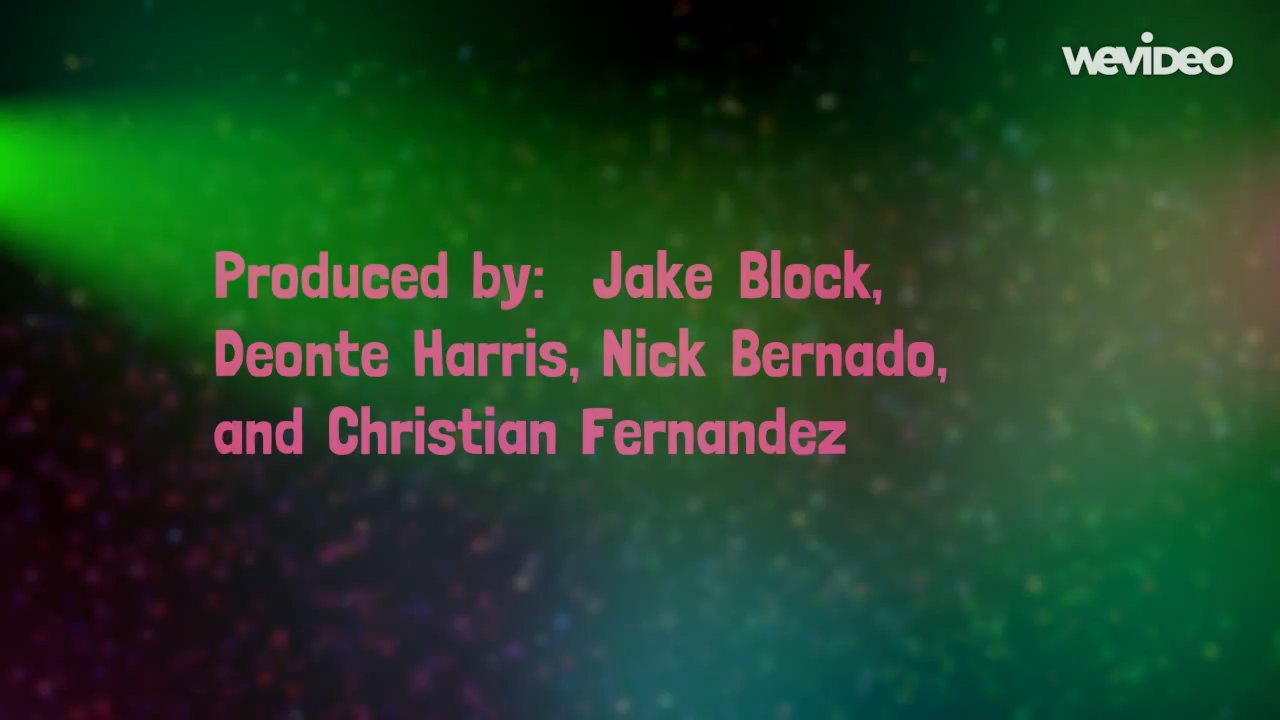 WeVideo
Produced by: Jake Block,
Deonte Harris, Nick Bernado,
and Christian Fernandez